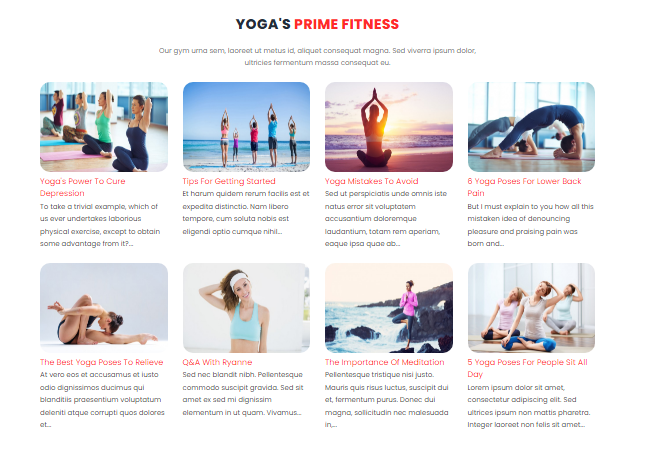 YOGA'S PRIME FITNESS
Our gym urna sem, laoreet ut metus id, aliquet consequat magna. Sed viverra ipsum dolor,
ultricies fermentum massa consequat eu.
Yoga's Power To Cure
Depression
To take a trivial example, which of
us ever undertakes laborious
physical exercise, except to obtain
some advantage from it?...
Tips For Getting Started
Et harum quidem rerum facilis est et
expedita distinctio. Nam libero
tempore, cum soluta nobis est
eligendi optio cumque nihil...
Yoga Mistakes To Avoid
Sed ut perspiciatis unde omnis iste
natus error sit voluptatem
accusantium doloremque
laudantium, totam rem aperiam,
eaque ipsa quae ab...
6 Yoga Poses For Lower Back
Pain
But I must explain to you how all this
mistaken idea of denouncing
pleasure and praising pain was
born and...
The Best Yoga Poses To Relieve
At vero eos et accusamus et iusto
odio dignissimos ducimus qui
blanditiis praesentium voluptatum
deleniti atque corrupti quos dolores
et...
Q&A With Ryanne
Sed nec blandit nibh. Pellentesque
commodo suscipit gravida. Sed sit
amet ex sed mi dignissim
elementum in ut quam. Vivamus...
The Importance Of Meditation
Pellentesque tristique nisi justo.
Mauris quis risus luctus, suscipit dui
et, fermentum purus. Donec dui
magna, sollicitudin nec malesuada
in,...
5 Yoga Poses For People Sit All
Day
Lorem ipsum dolor sit amet,
consectetur adipiscing elit. Sed
ultrices ipsum non mattis pharetra.
Integer laoreet non felis sit amet...